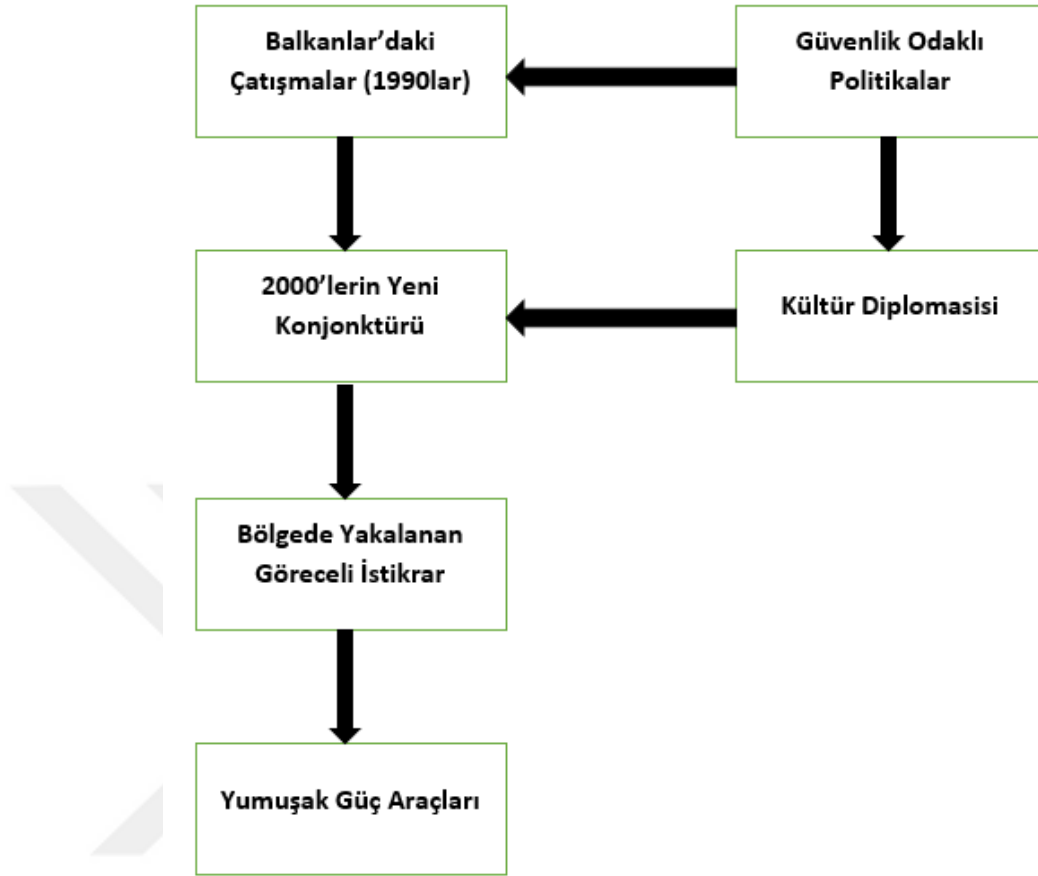 Balkanlar’daki
Çatışmalar (1990lar)
Güvenlik Odaklı
Politikalar
2000’lerin Yeni
Konjonktürü
Kültür Diplomasisi
Bölgede Yakalanan
Göreceli İstikrar
Yumuşak Güç Araçları